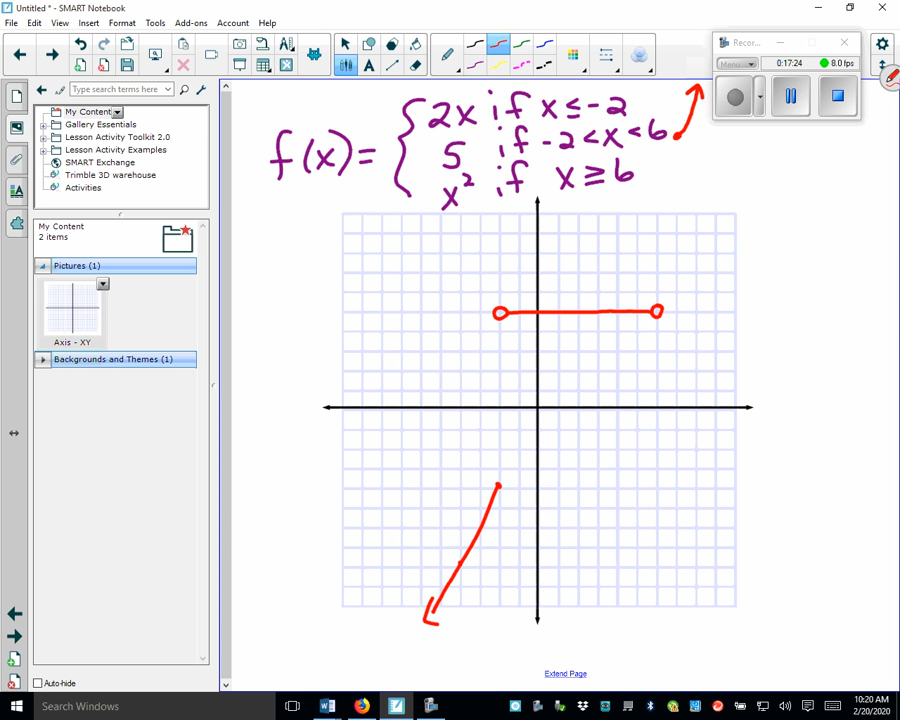 Untitled * - SMART Notebook
File Edit View Insert Format Tools Add-ons Account Help
Recor...
Menu
0:17:24
8.0 fps
Type search terms here
My Content
Gallery Essentials
Lesson Activity Toolkit 2.0
Lesson Activity Examples
SMART Exchange
Trimble 3D warehouse
Activities
My Content
2 items
Pictures (1)
Axis - XY
Backgrounds and Themes (1)
Auto-hide
f(x) = {
2x if x ≤ -2
5 if -2 < x < 6
x² if x ≥ 6
Extend Page
Search Windows
10:20 AM
2/20/2020